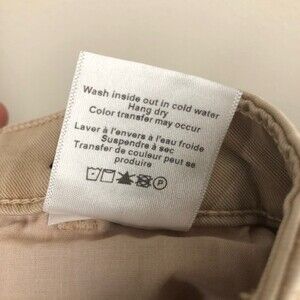 Wash inside out in cold water
Hang dry
Color transfer may occur
Laver à l'envers à l'eau froide
Suspendre à sec
Transfert de couleur peut se
produire
P